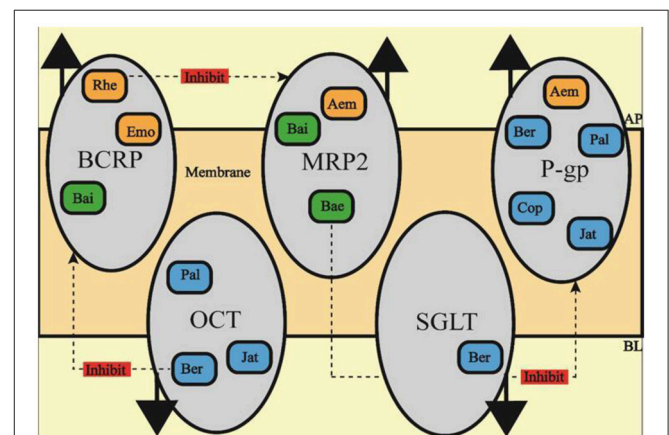 Rhe
Inhibit
Emo
BCRP
Bai
Membrane
Aem
Bai
MRP2
Bae
Aem
Ber
Pal
P-gp
Cop
Jat
AP
Pal
OCT
Ber
Jat
Inhibit
SGLT
Ber
Inhibit
BL